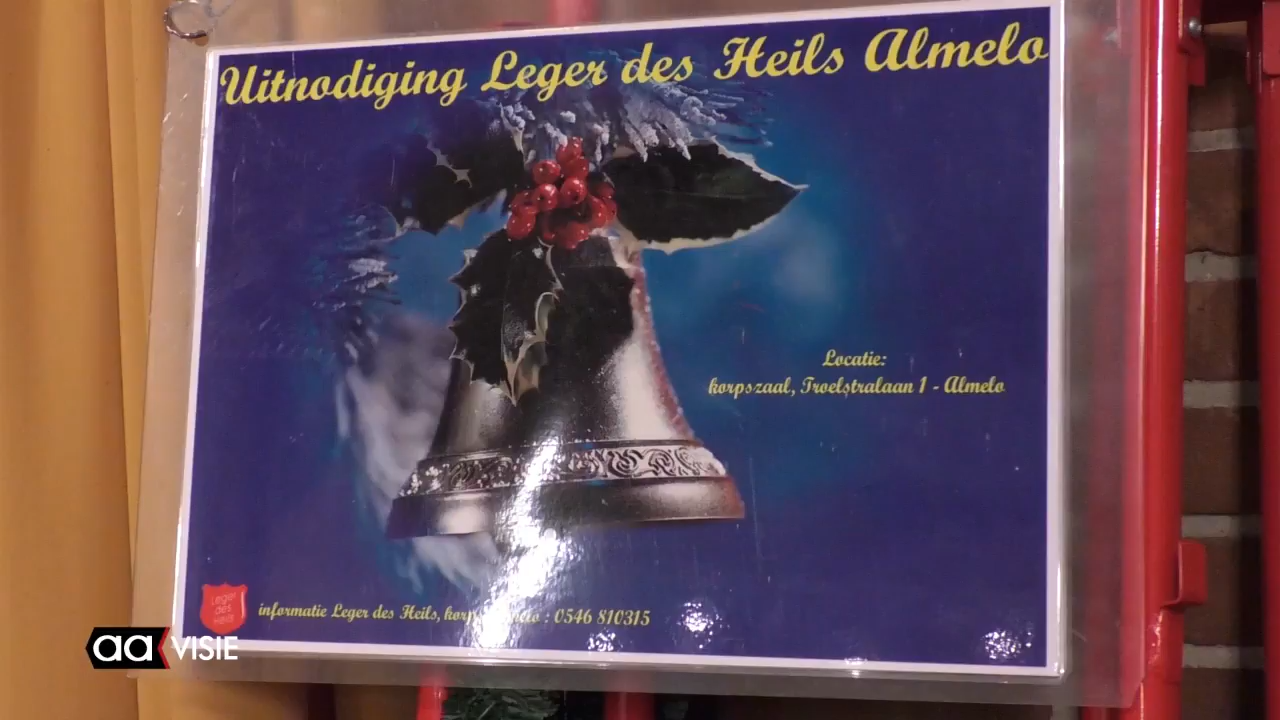 Uitnodiging Leger des Heils Almelo
Locatie:
korpszaal, Troelstralaan 1 - Almelo
Leger
des
Heils
informatie Leger des Heils, : 0546 810315
aa VISIE